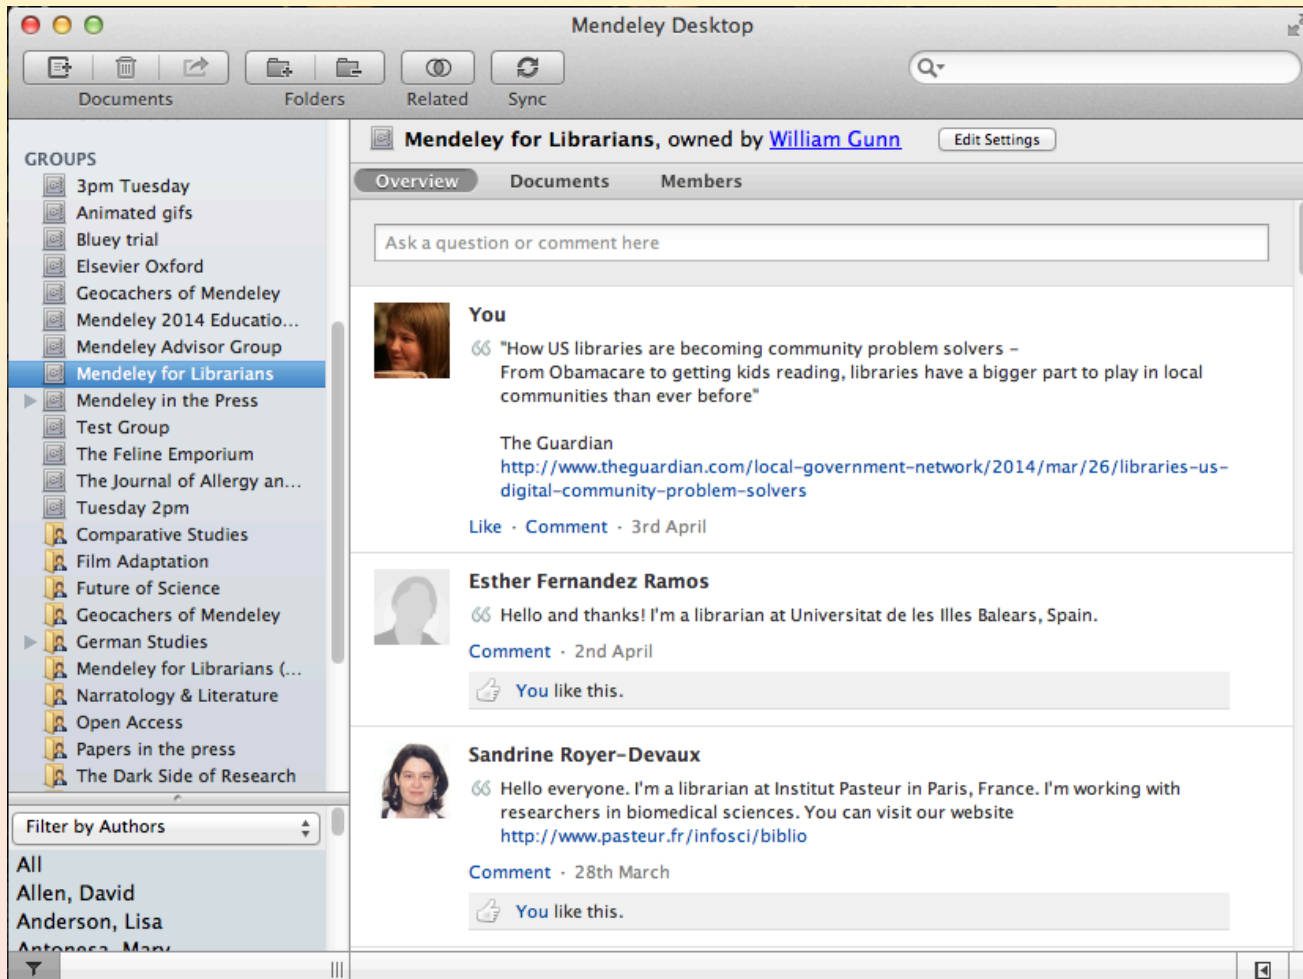 Mendeley Desktop
Documents
Folders
Related
Sync
GROUPS
3pm Tuesday
Animated gifs
Bluey trial
Elsevier Oxford
Geocachers of Mendeley
Mendeley 2014 Educatio...
Mendeley Advisor Group
Mendeley for Librarians
Mendeley in the Press
Test Group
The Feline Emporium
The Journal of Allergy an...
Tuesday 2pm
Comparative Studies
Film Adaptation
Future of Science
Geocachers of Mendeley
German Studies
Mendeley for Librarians (...
Narratology & Literature
Open Access
Papers in the press
The Dark Side of Research
Filter by Authors
All
Allen, David
Anderson, Lisa
Antonesa, Mary
Mendeley for Librarians, owned by William Gunn
Edit Settings
Overview
Documents
Members
Ask a question or comment here
You
"How US libraries are becoming community problem solvers –
From Obamacare to getting kids reading, libraries have a bigger part to play in local
communities than ever before"
The Guardian
http://www.theguardian.com/local-government-network/2014/mar/26/libraries-us-
digital-community-problem-solvers
Like · Comment · 3rd April
Esther Fernandez Ramos
Hello and thanks! I'm a librarian at Universitat de les Illes Balears, Spain.
Comment · 2nd April
You like this.
Sandrine Royer-Devaux
Hello everyone. I'm a librarian at Institut Pasteur in Paris, France. I'm working with
researchers in biomedical sciences. You can visit our website
http://www.pasteur.fr/infosci/biblio
Comment · 28th March
You like this.